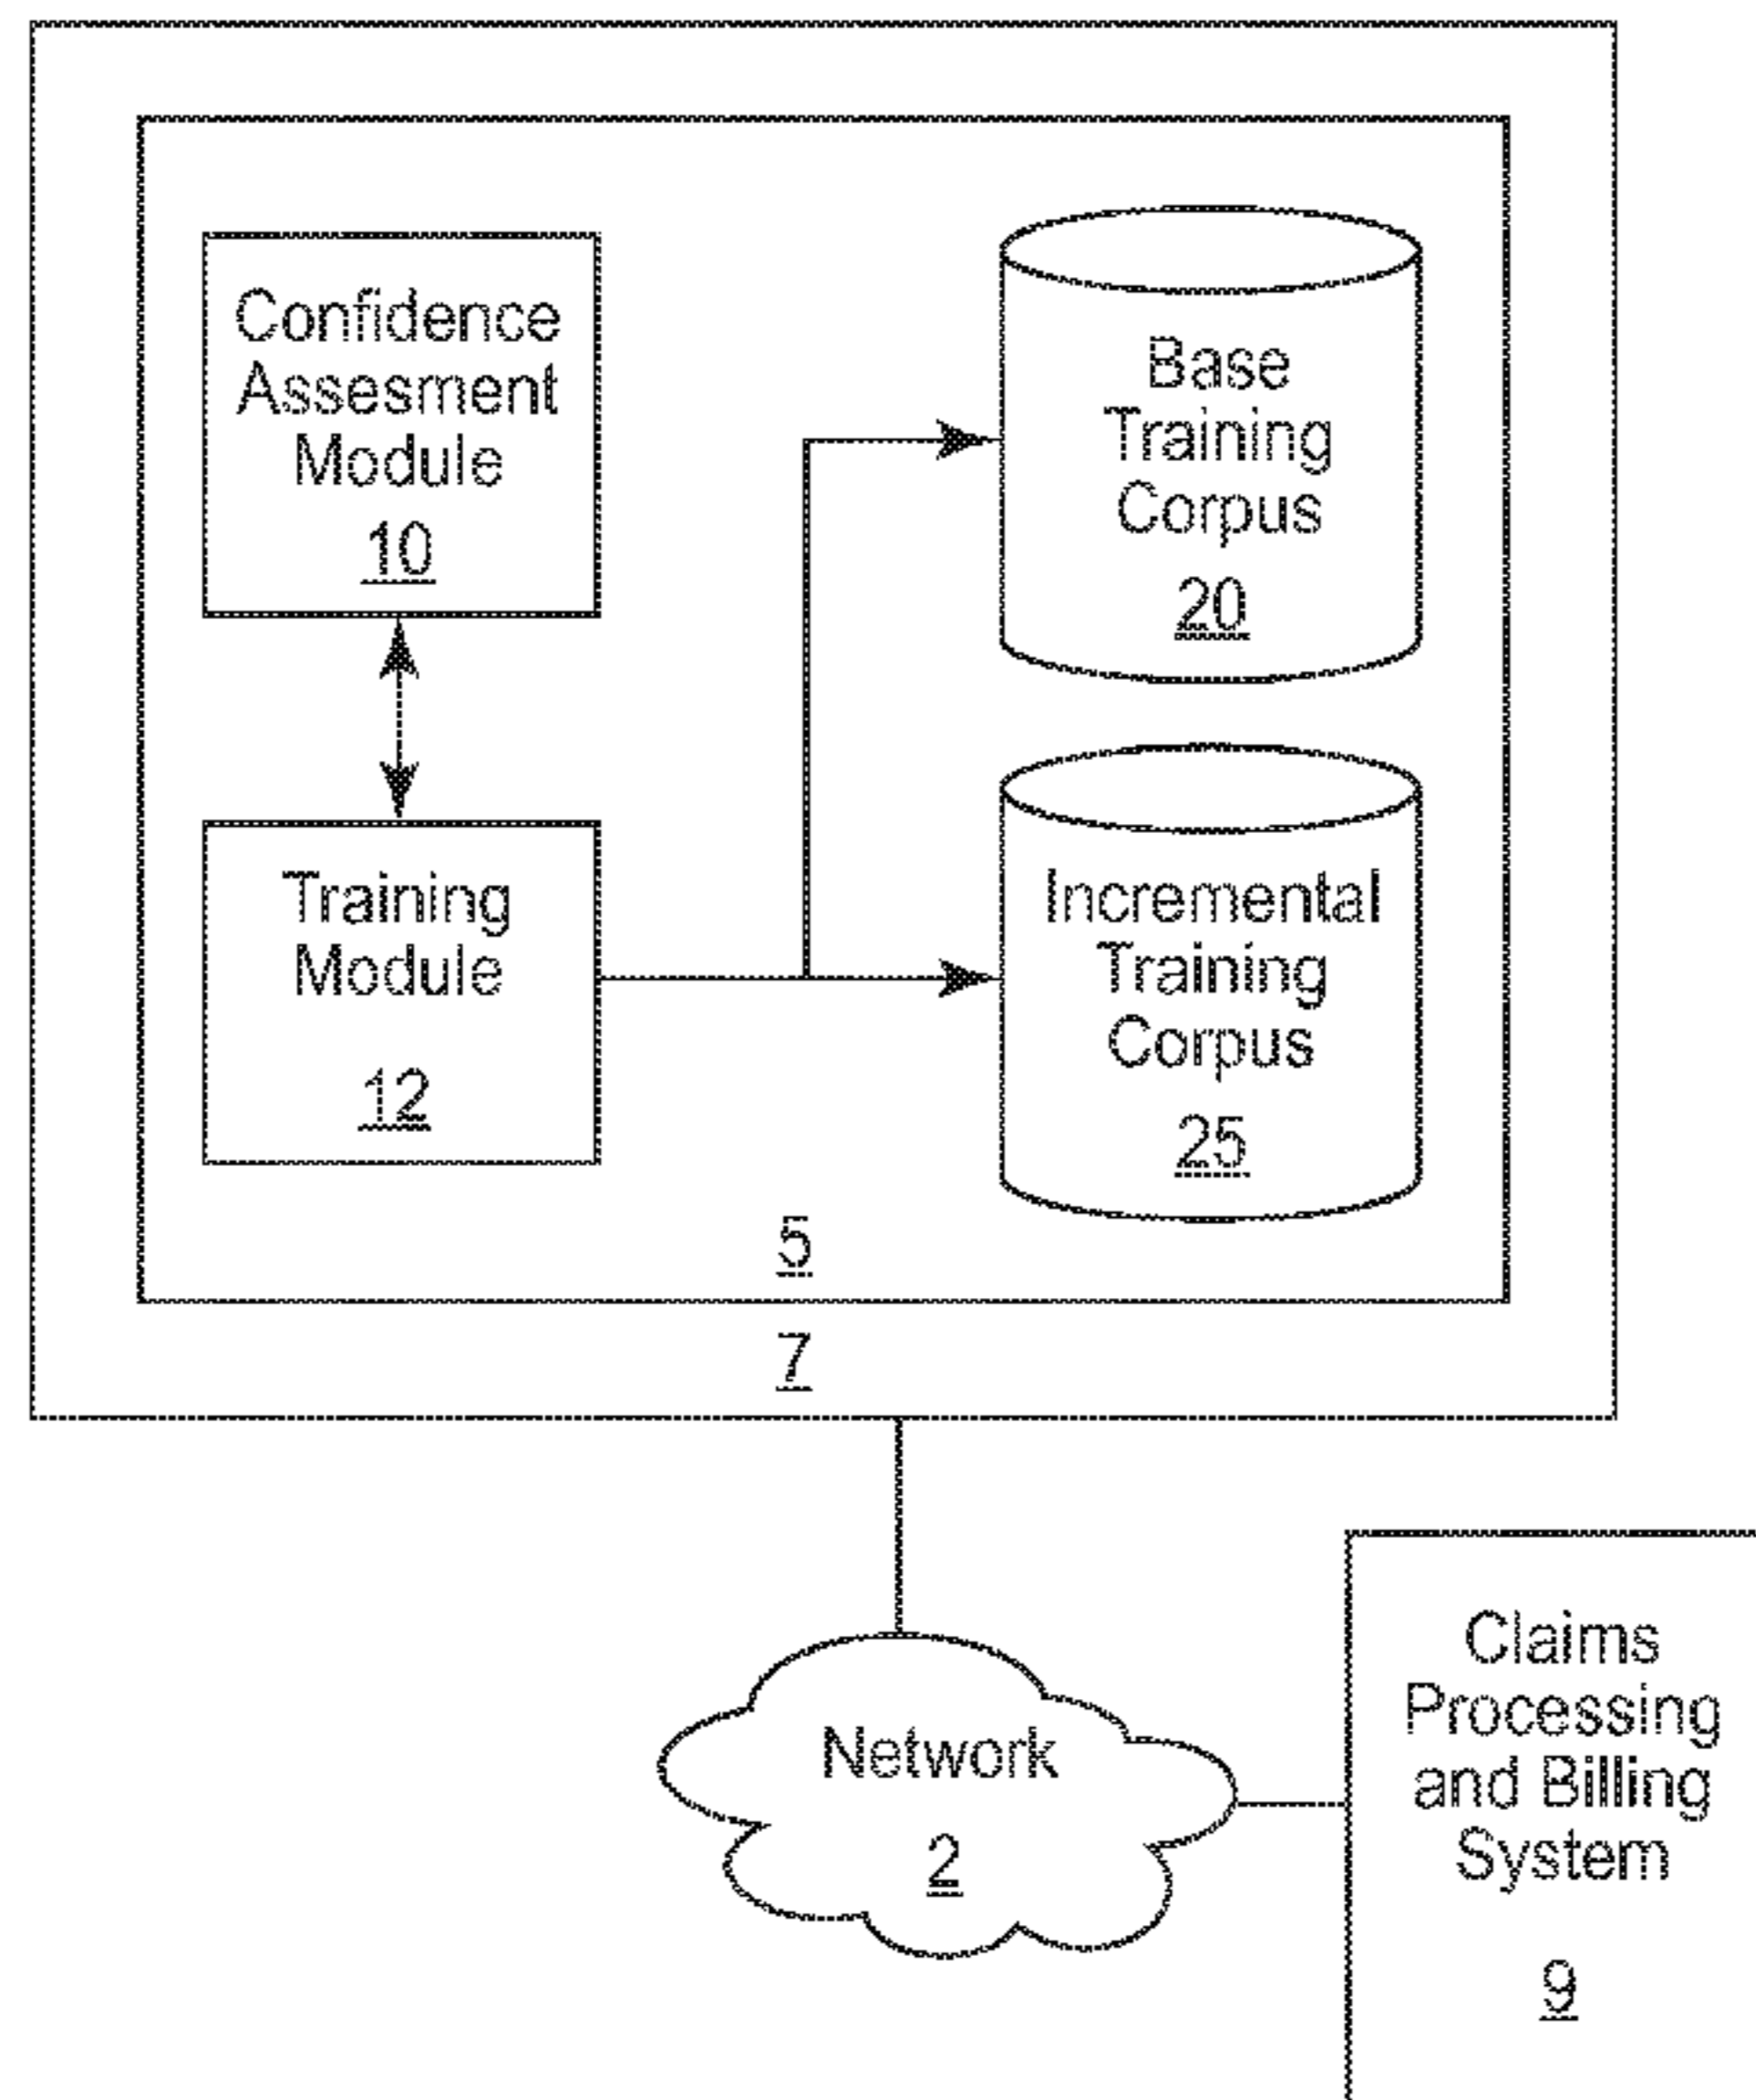 Confidence
Assesment
Module
10
Base
Training
Corpus
20
Training
Module
12
Incremental
Training
Corpus
25
5
7
Network
2
Claims
Processing
and Billing
System
9